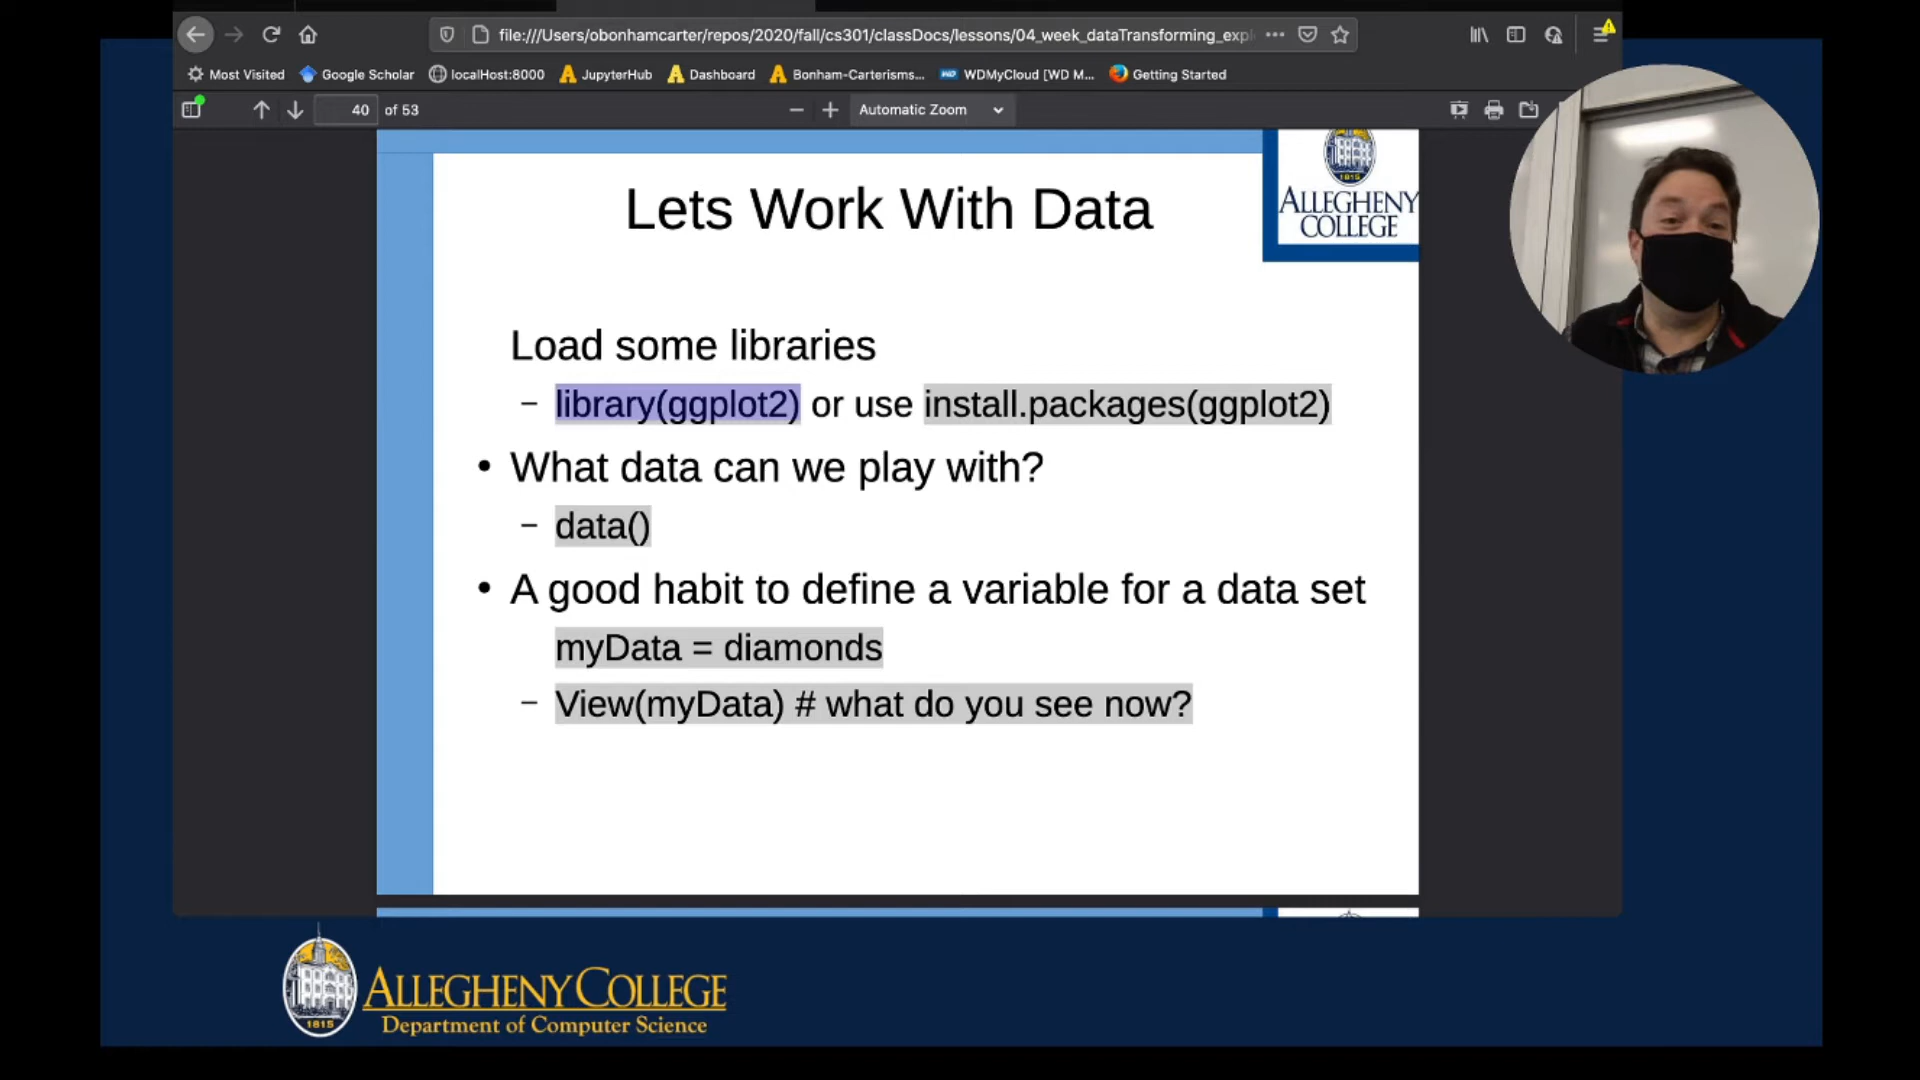 file:///Users/obonhamcarter/repos/2020/fall/cs301/classDocs/lessons/04_week_dataTransforming_expl
Most Visited Google Scholar localHost:8000 JupyterHub Dashboard Bonham-Carterisms... WDMyCloud [WD M... Getting Started
40 of 53 Automatic Zoom
1815
ALLEGHENY
COLLEGE
Lets Work With Data
Load some libraries
– library(ggplot2) or use install.packages(ggplot2)
• What data can we play with?
– data()
• A good habit to define a variable for a data set
myData = diamonds
– View(myData) # what do you see now?
1815
ALLEGHENY COLLEGE
Department of Computer Science